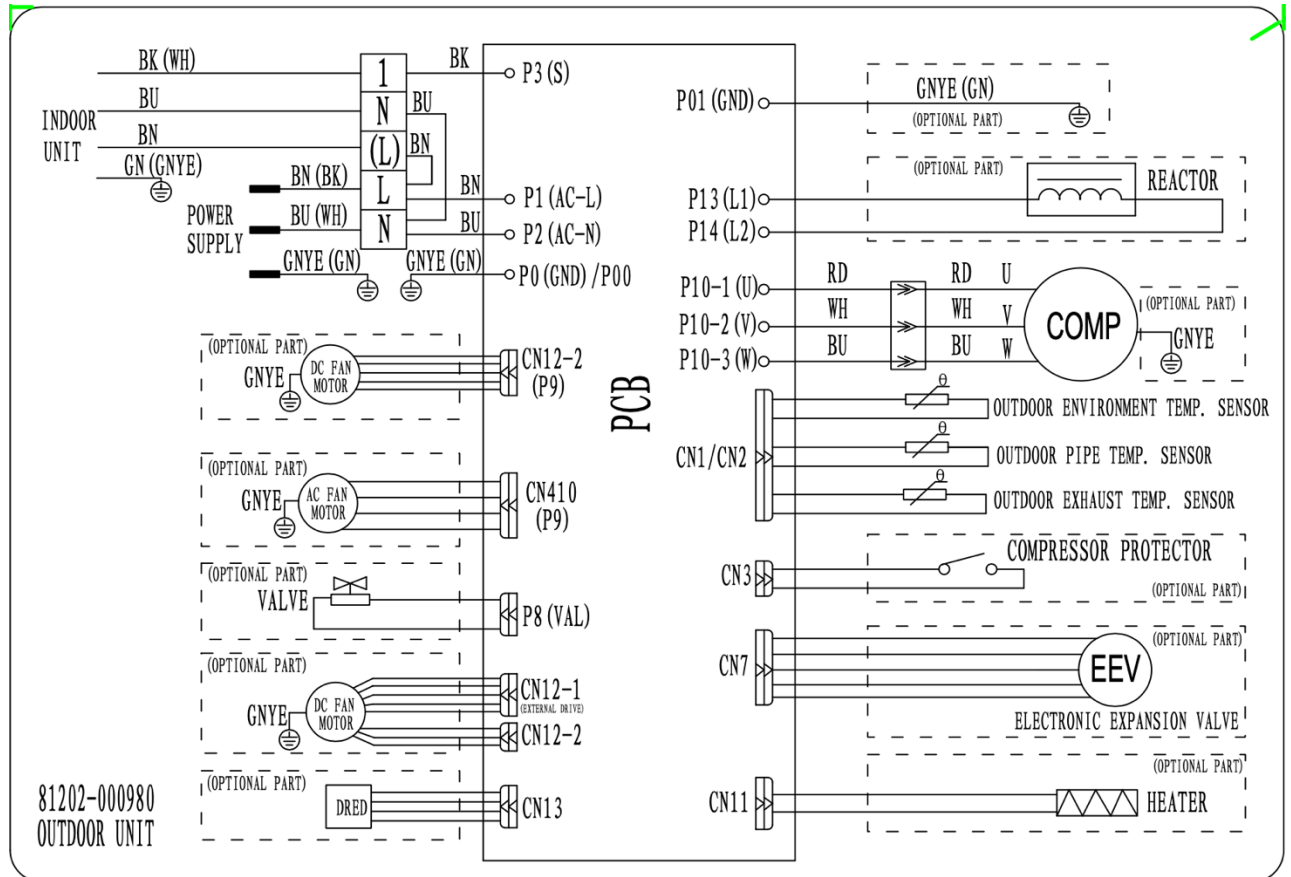 BK (WH)
BU
INDOOR
UNIT
BN
GN (GNYE)
1
N
(L)
L
N
BK
BU
BN
BN (BK)
POWER
SUPPLY
BU (WH)
GNYE (GN)
GNYE (GN)
BN
BU
P3 (S)
P1 (AC-L)
P2 (AC-N)
P0 (GND) /P00
(OPTIONAL PART)
GNYE
DC FAN
MOTOR
CN12-2
(P9)
(OPTIONAL PART)
GNYE
AC FAN
MOTOR
CN410
(P9)
(OPTIONAL PART)
VALVE
P8 (VAL)
(OPTIONAL PART)
GNYE
DC FAN
MOTOR
CN12-1
(EXTERNAL DRIVE)
CN12-2
(OPTIONAL PART)
DRED
CN13
81202-000980
OUTDOOR UNIT
PCB
P01 (GND)
GNYE (GN)
(OPTIONAL PART)
(OPTIONAL PART)
REACTOR
P13 (L1)
P14 (L2)
P10-1 (U)
RD
RD
U
P10-2 (V)
WH
WH
V
P10-3 (W)
BU
BU
W
COMP
(OPTIONAL PART)
GNYE
CN1/CN2
θ
OUTDOOR ENVIRONMENT TEMP. SENSOR
θ
OUTDOOR PIPE TEMP. SENSOR
θ
OUTDOOR EXHAUST TEMP. SENSOR
CN3
COMPRESSOR PROTECTOR
(OPTIONAL PART)
CN7
EEV
(OPTIONAL PART)
ELECTRONIC EXPANSION VALVE
CN11
(OPTIONAL PART)
HEATER